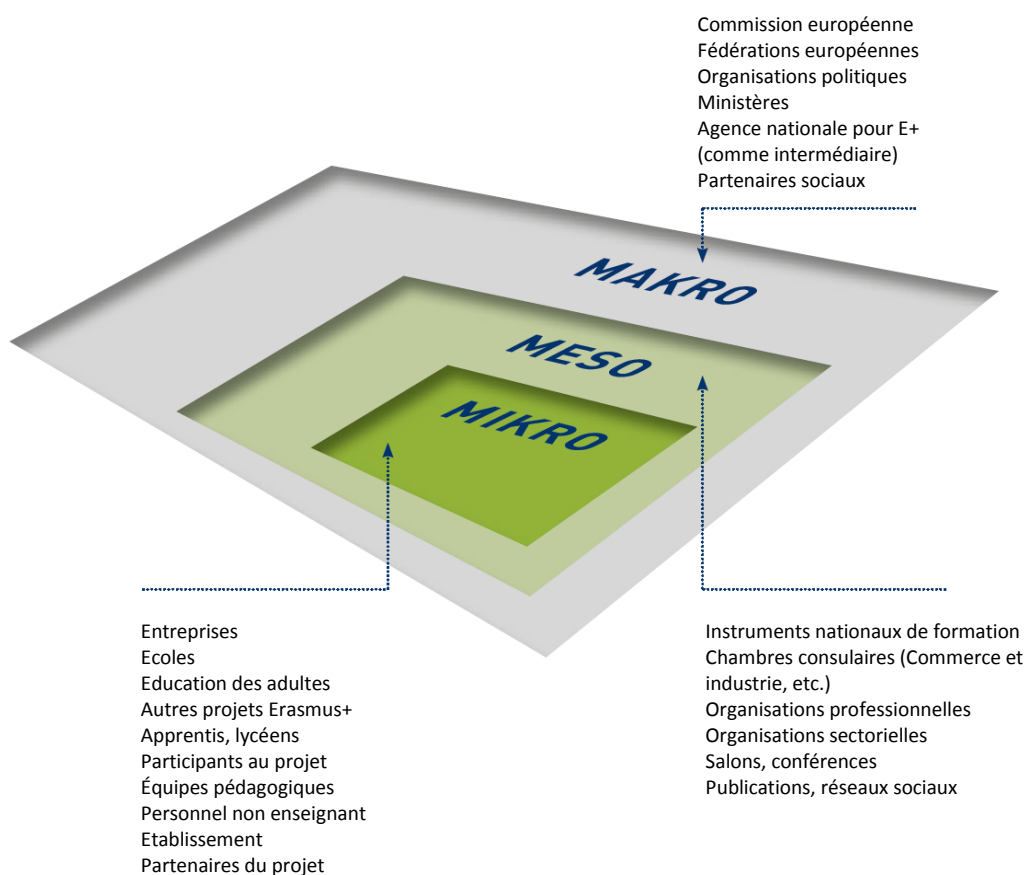 Commission européenne
Fédérations européennes
Organisations politiques
Ministères
Agence nationale pour E+
(comme intermédiaire)
Partenaires sociaux
MAKRO
MESO
MIKRO
Entreprises
Ecoles
Education des adultes
Autres projets Erasmus+
Apprentis, lycéens
Participants au projet
Équipes pédagogiques
Personnel non enseignant
Etablissement
Partenaires du projet
Instruments nationaux de formation
Chambres consulaires (Commerce et
industrie, etc.)
Organisations professionnelles
Organisations sectorielles
Salons, conférences
Publications, réseaux sociaux